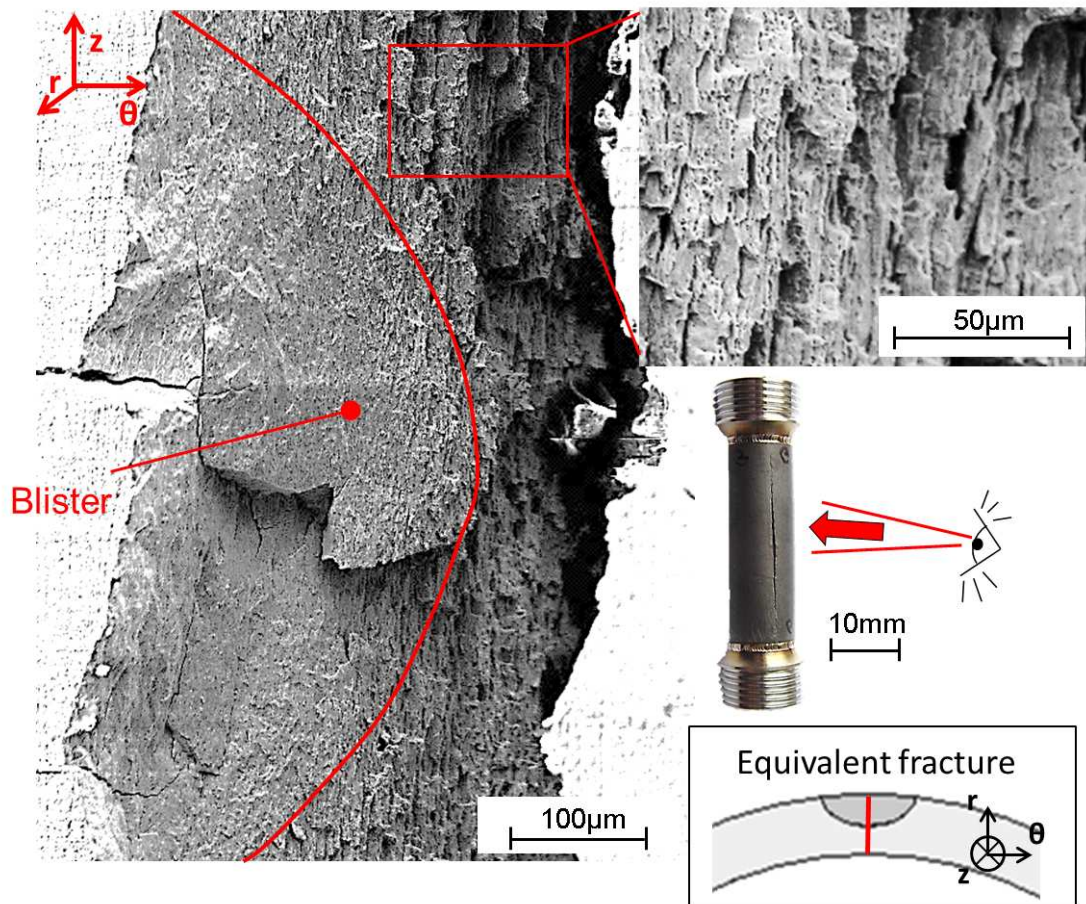 z
r
θ
Blister
100µm
50µm
10mm
Equivalent fracture
r
θ
z